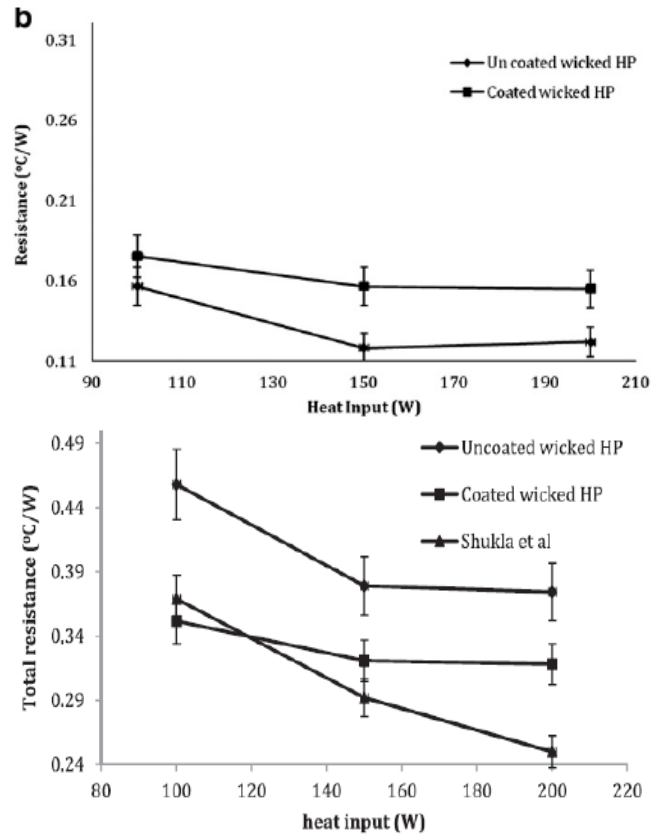 b
0.31
0.26
0.21
0.16
0.11
Resistance (°C/W)
Un coated wicked HP
Coated wicked HP
90 110 130 150 170 190 210
Heat Input (W)
0.49
0.44
0.39
0.34
0.29
0.24
Total resistance (°C/W)
Uncoated wicked HP
Coated wicked HP
Shukla et al
80 100 120 140 160 180 200 220
heat input (W)